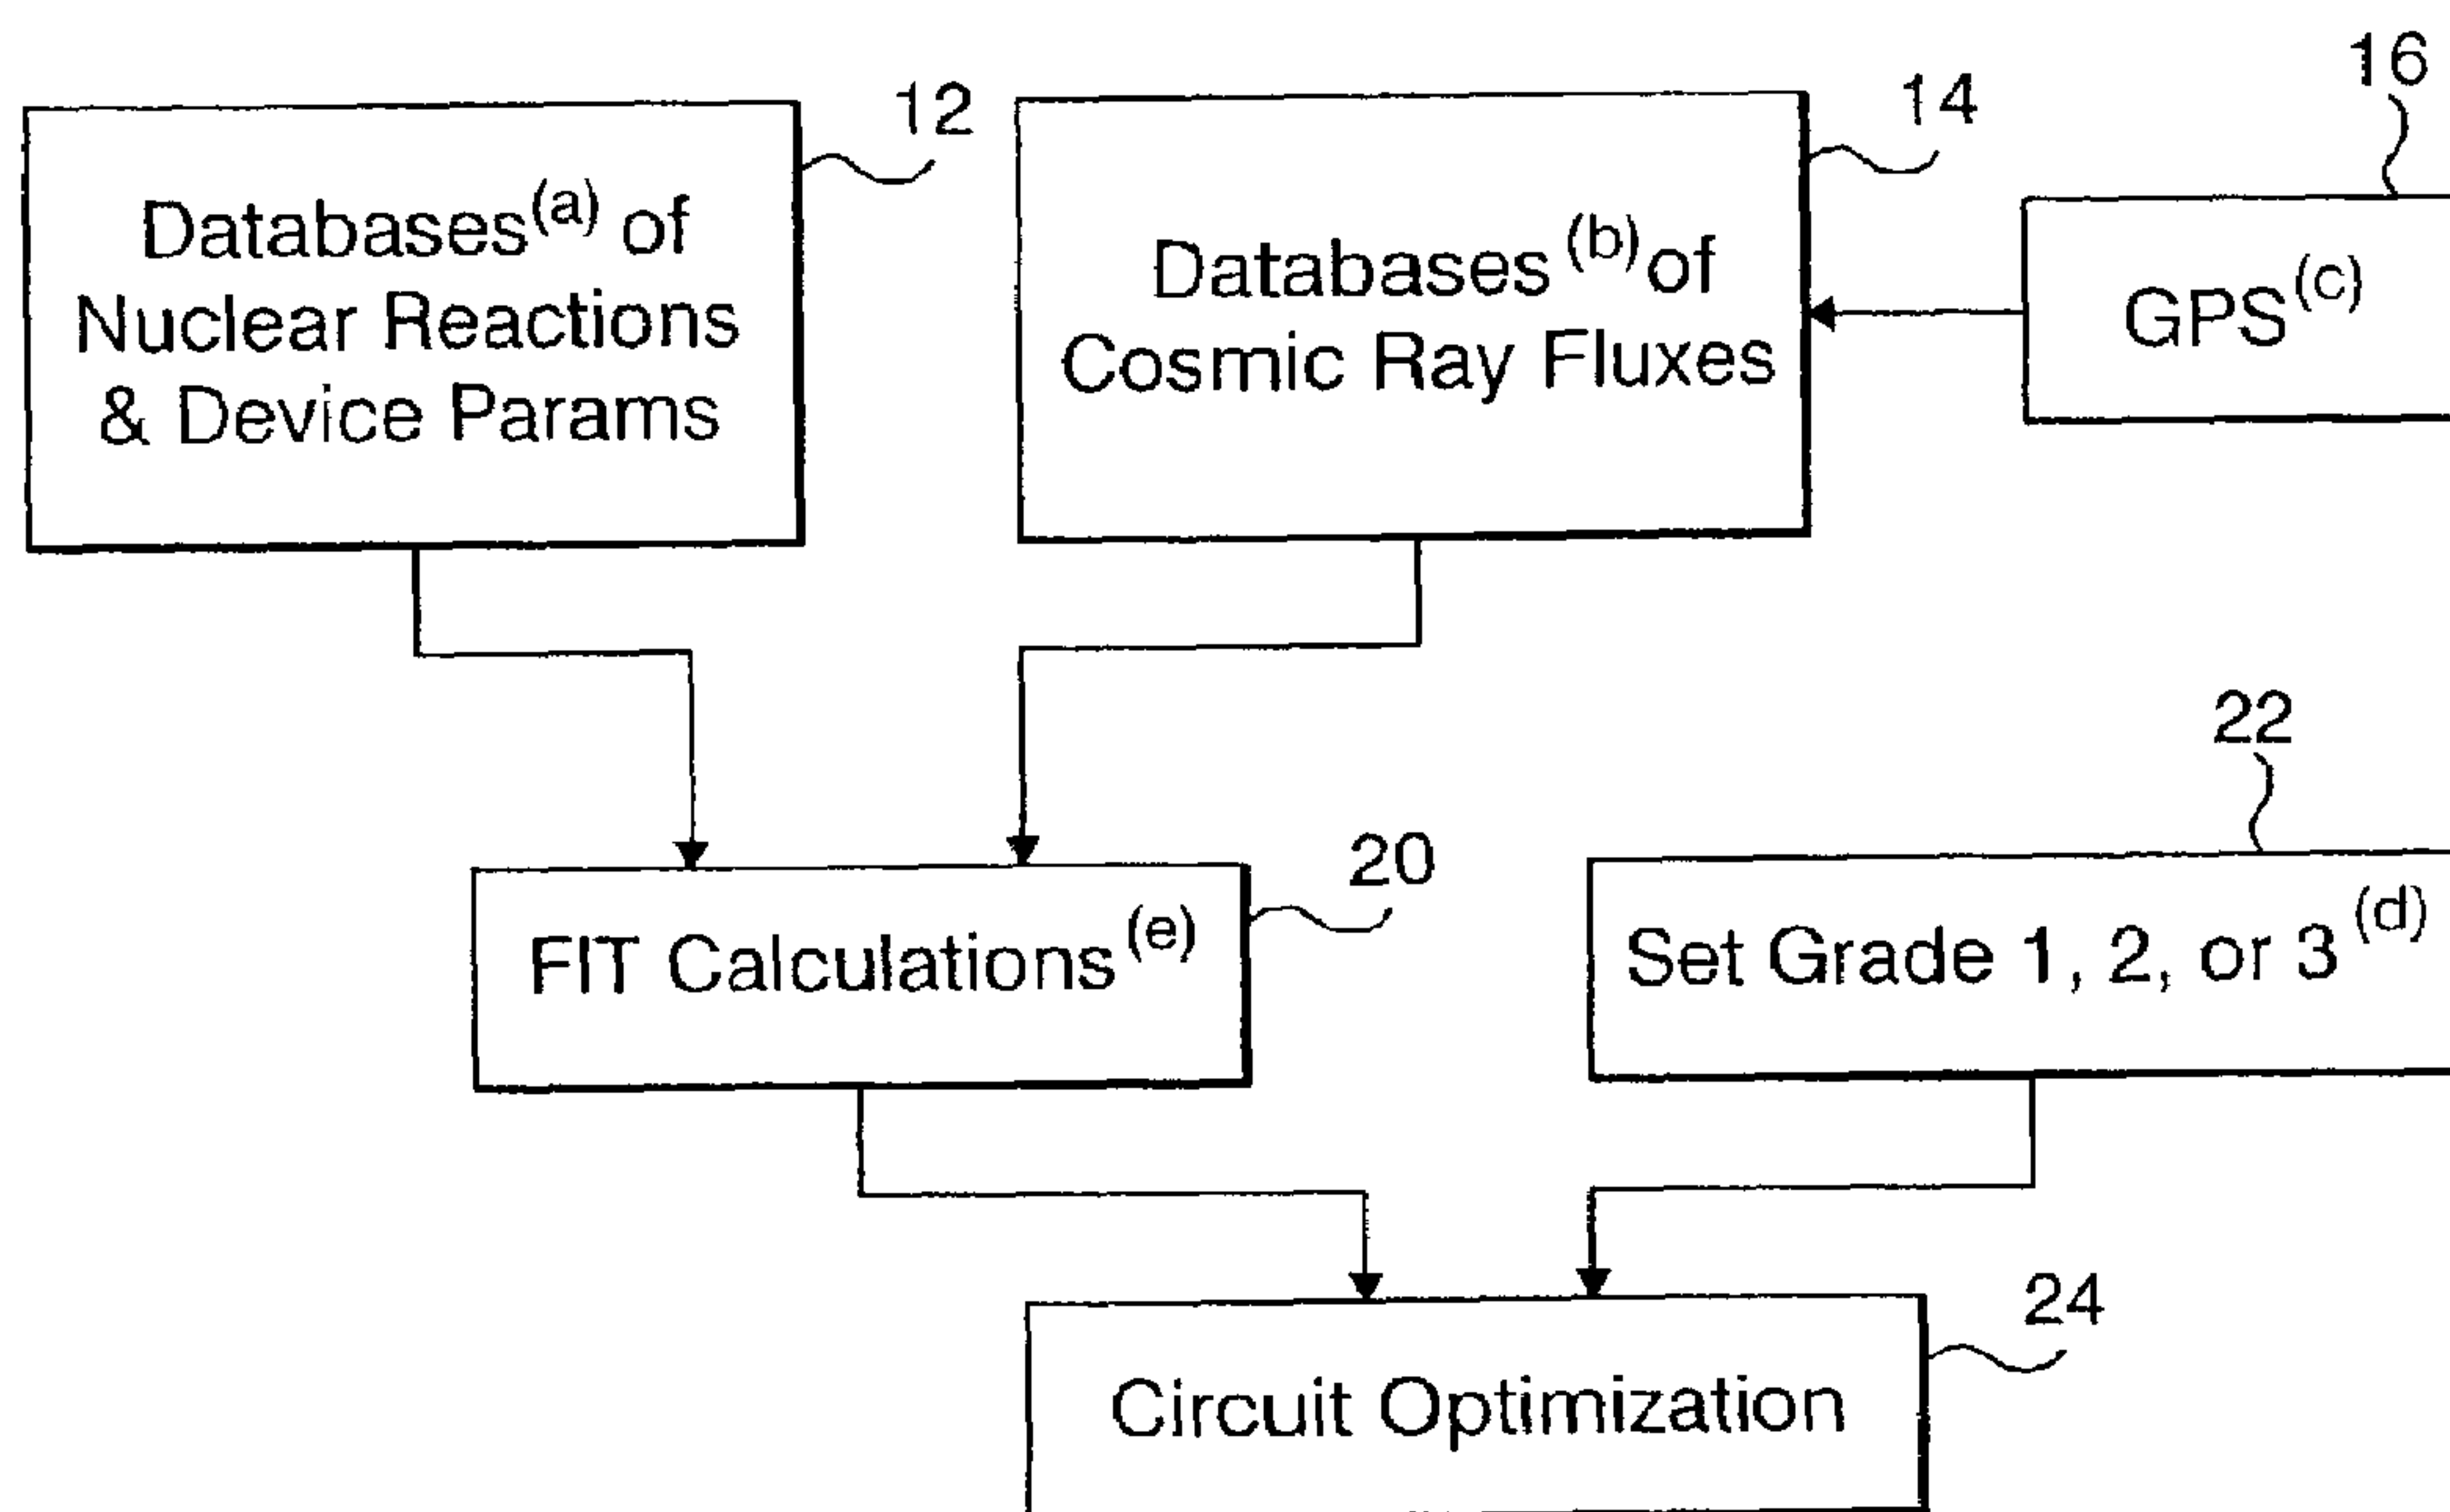 16
12
14
Databases(a) of
Nuclear Reactions
& Device Params
Databases (b) of
Cosmic Ray Fluxes
GPS(c)
22
20
FIT Calculations (e)
Set Grade 1, 2, or 3 (d)
24
Circuit Optimization